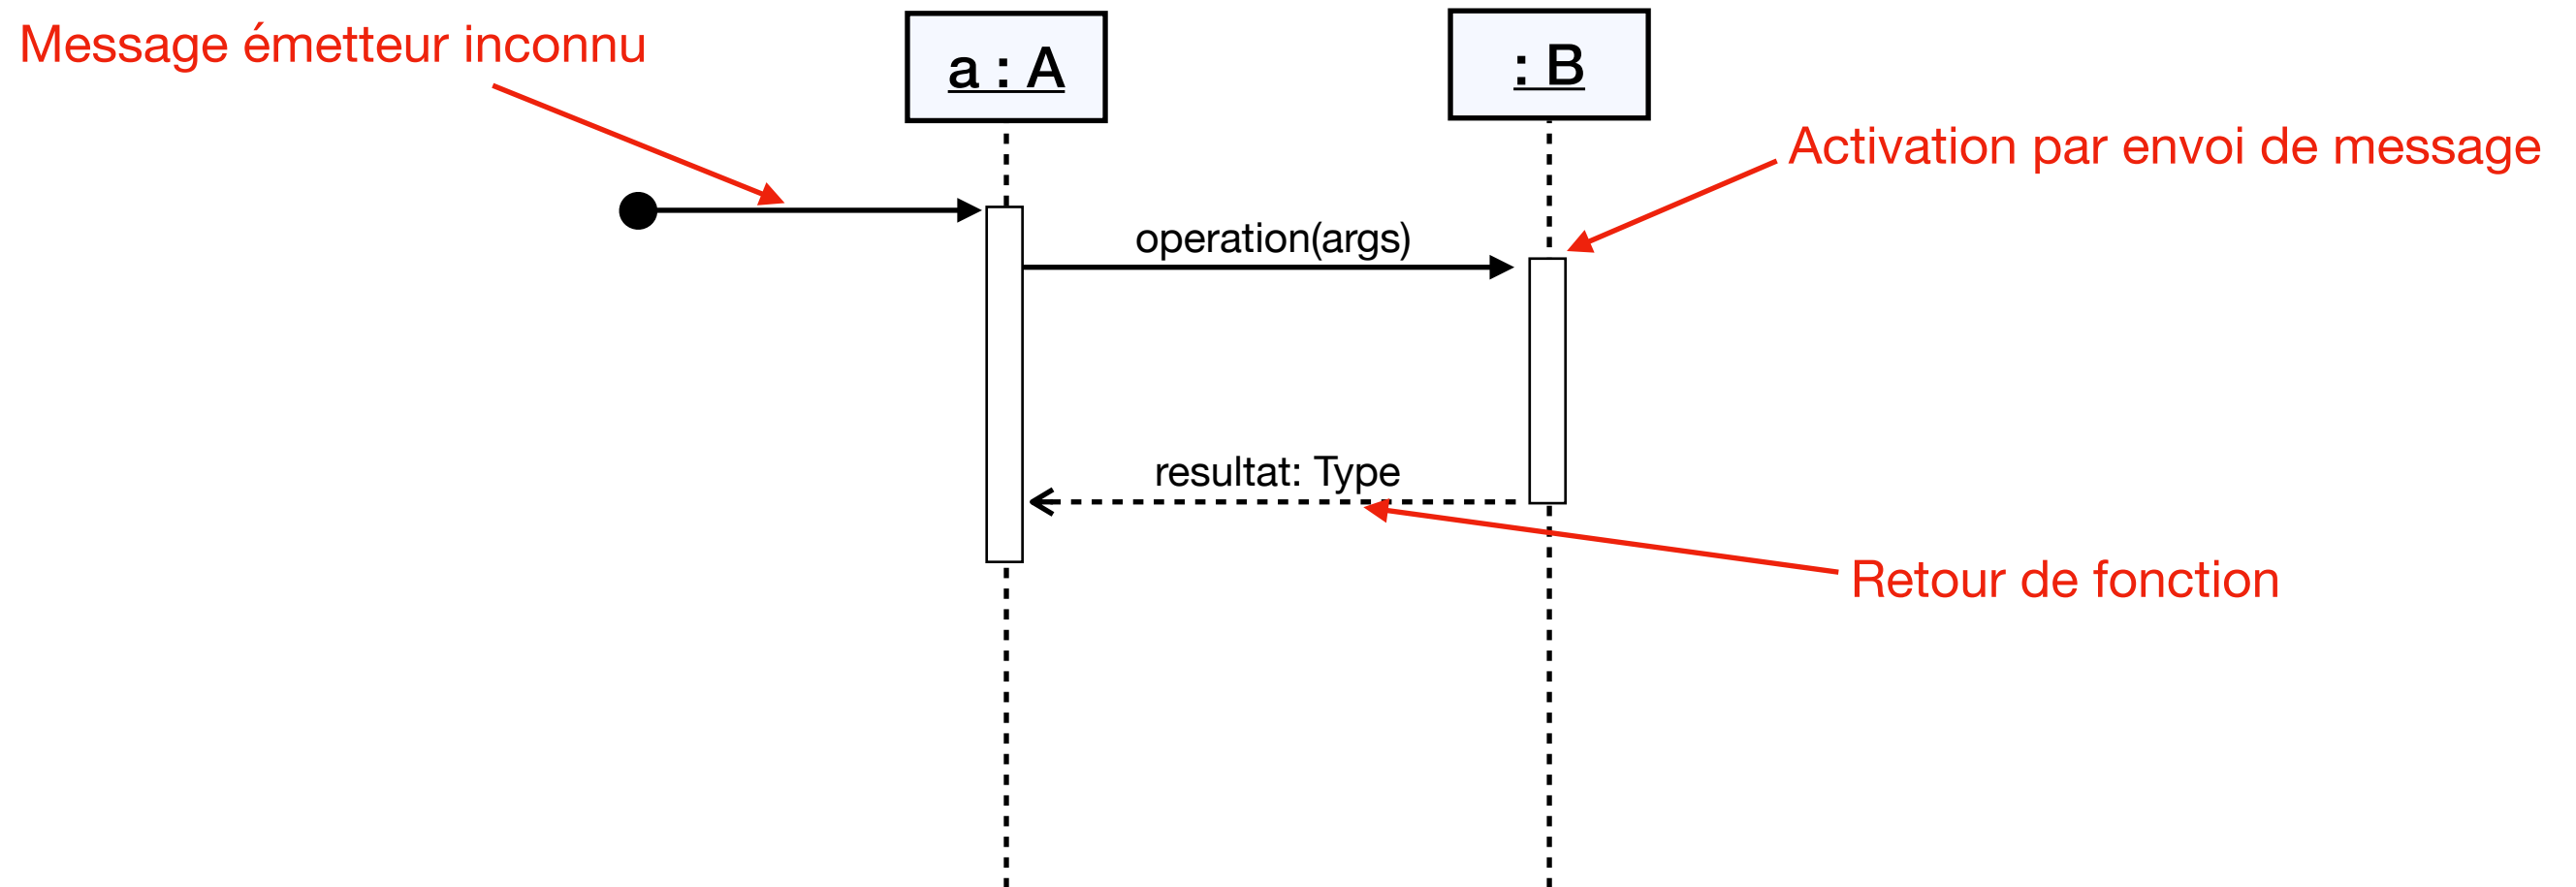 Message émetteur inconnu
a : A
: B
Activation par envoi de message
operation(args)
resultat: Type
Retour de fonction